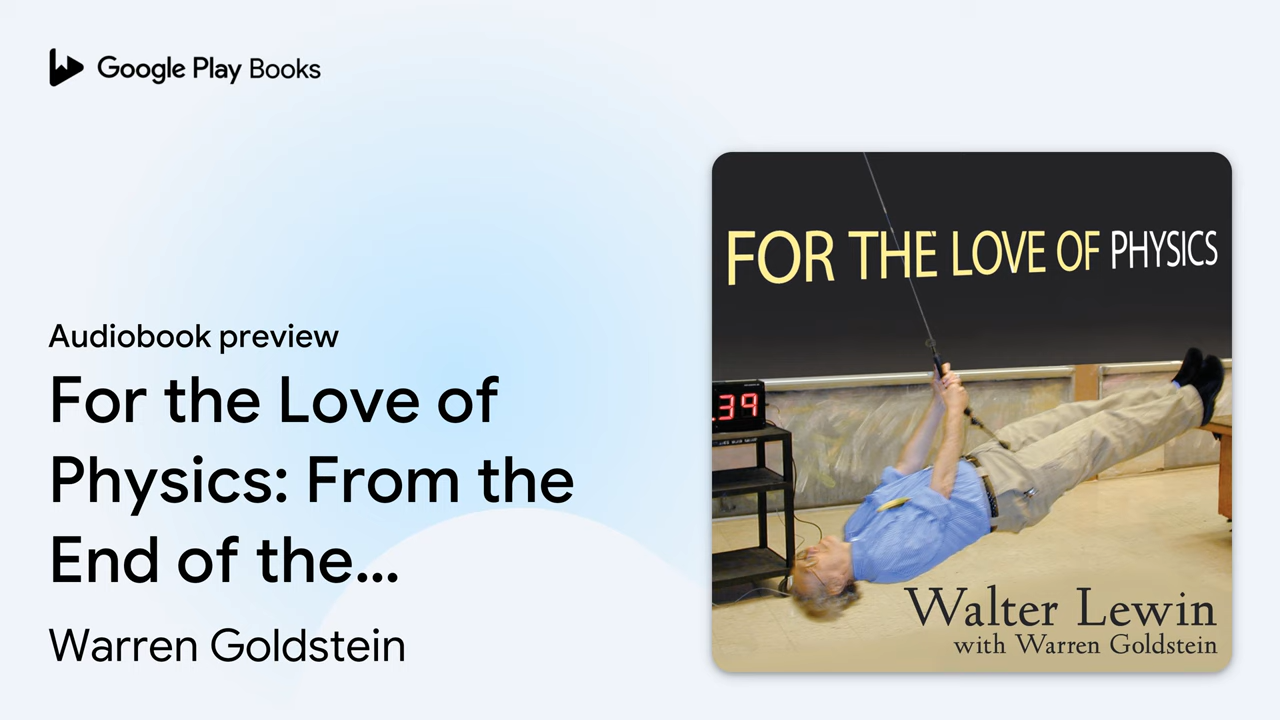 Google Play Books
Audiobook preview
For the Love of
Physics: From the
End of the...
Warren Goldstein
FOR THE LOVE OF PHYSICS
.39
Walter Lewin
with Warren Goldstein